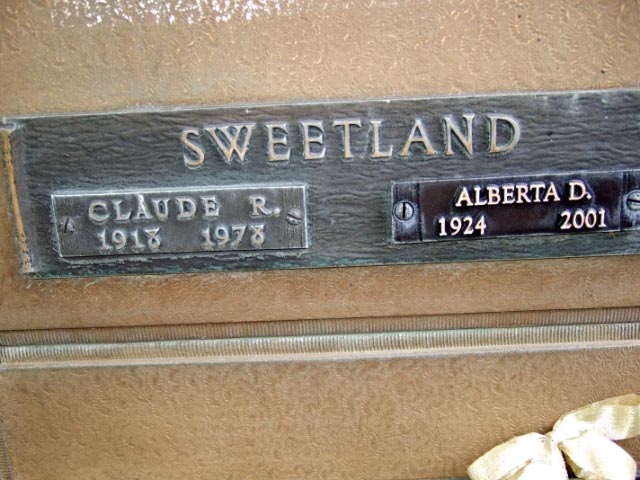 SWEETLAND
CLAUDE R.
1918 1978
ALBERTA D.
1924 2001